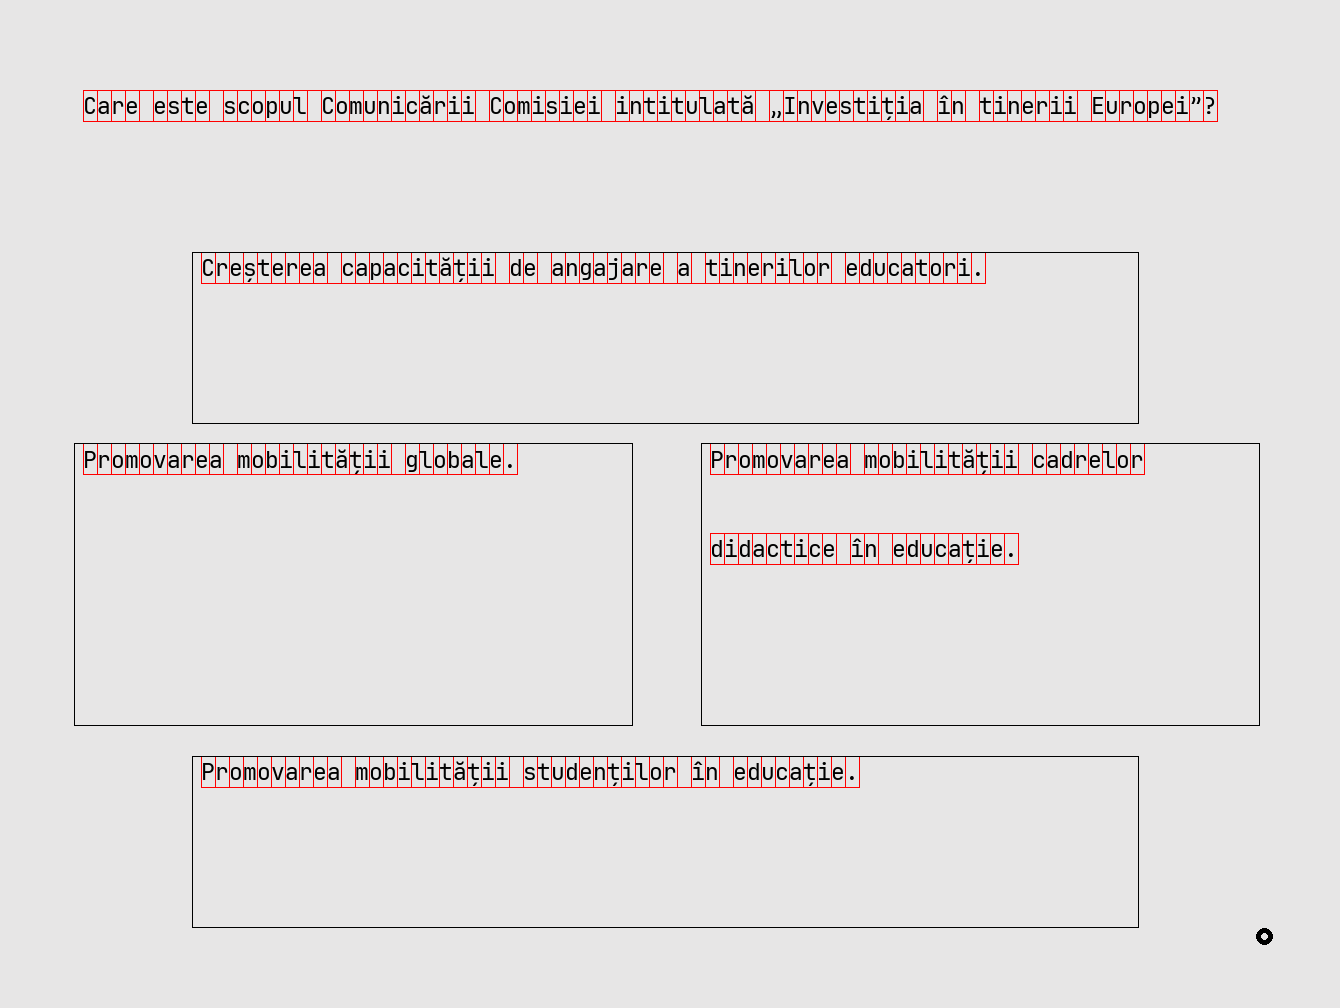 Care este scopul Comunicării Comisiei intitulată „Investiția în tinerii Europei”?
Creșterea capacității de angajare a tinerilor educatori.
Promovarea mobilității globale.
Promovarea mobilității cadrelor
didactice în educație.
Promovarea mobilității studenților în educație.